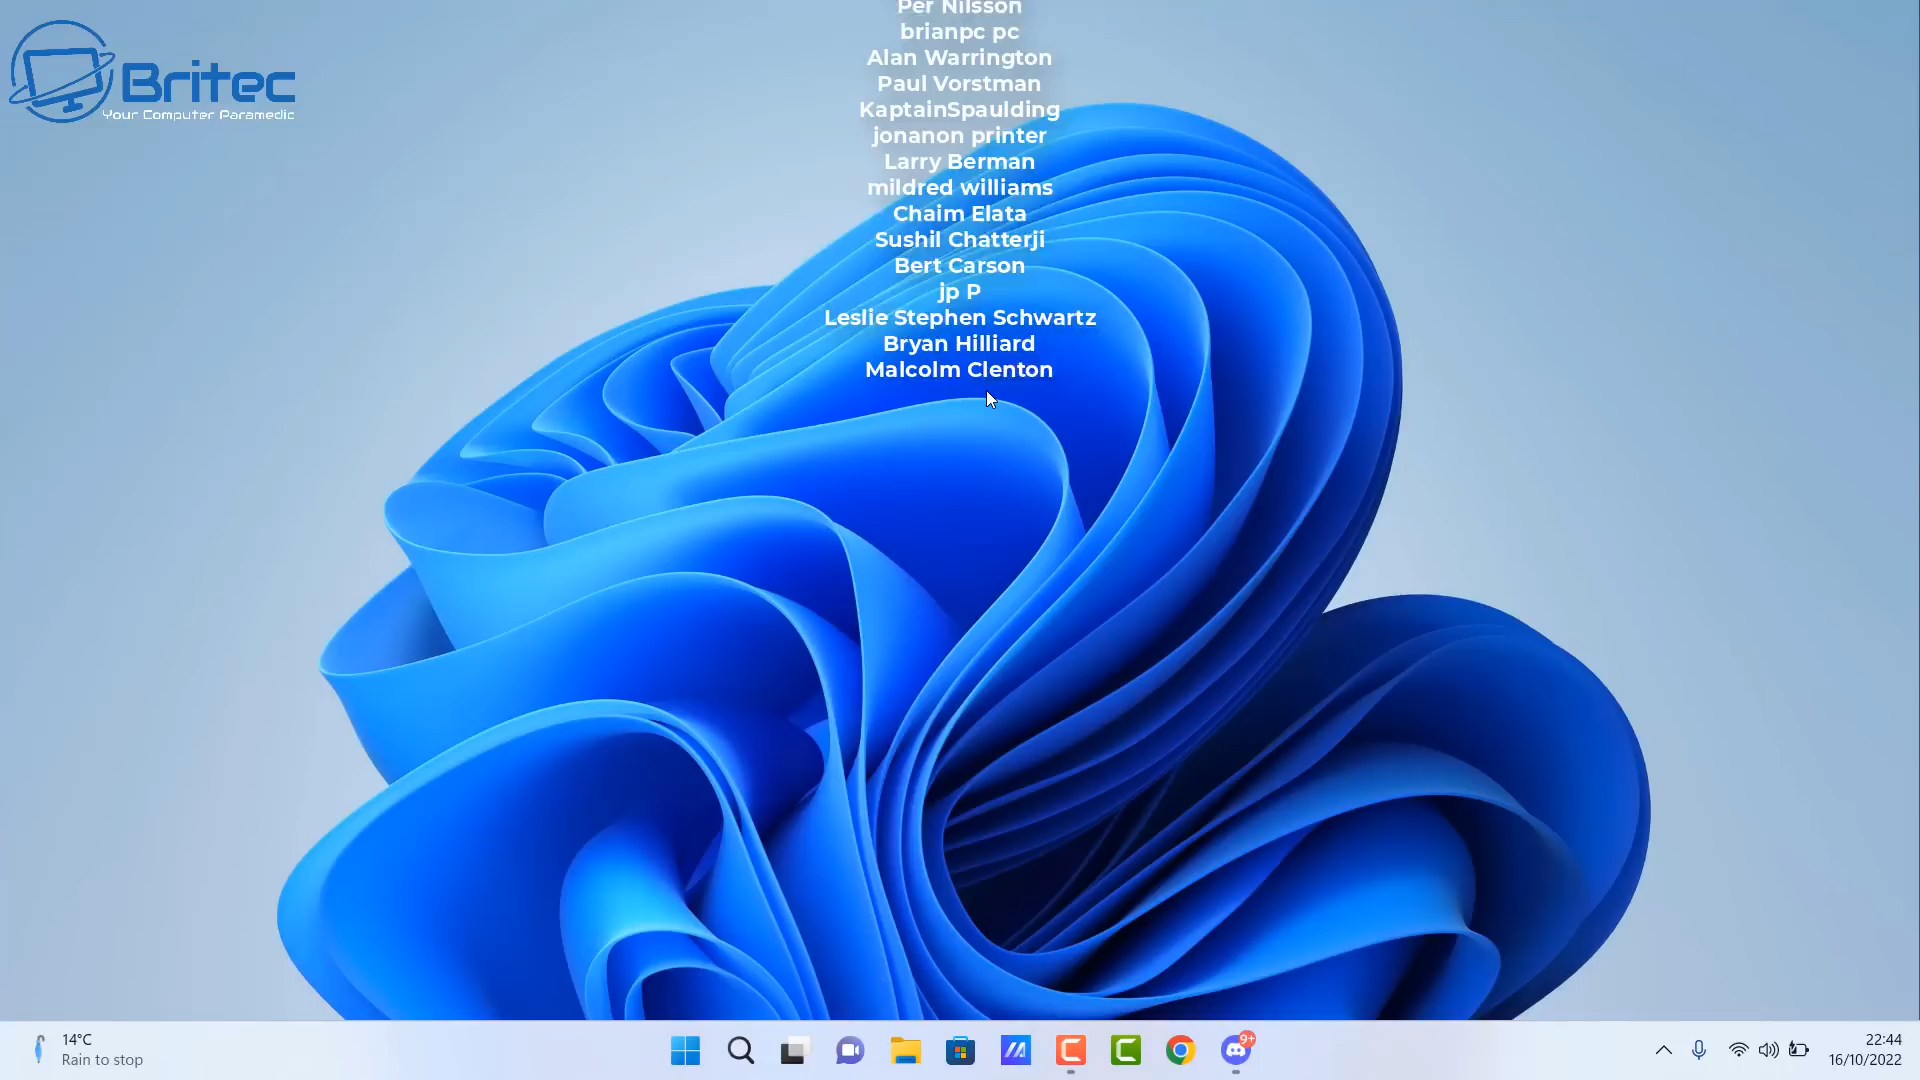 Per Nilsson
brianpc pc
Alan Warrington
Paul Vorstman
KaptainSpaulding
jonanon printer
Larry Berman
mildred williams
Chaim Elata
Sushil Chatterji
Bert Carson
jp P
Leslie Stephen Schwartz
Bryan Hilliard
Malcolm Clenton
Britec
Your Computer Paramedic
14°C
Rain to stop
9+
22:44
16/10/2022